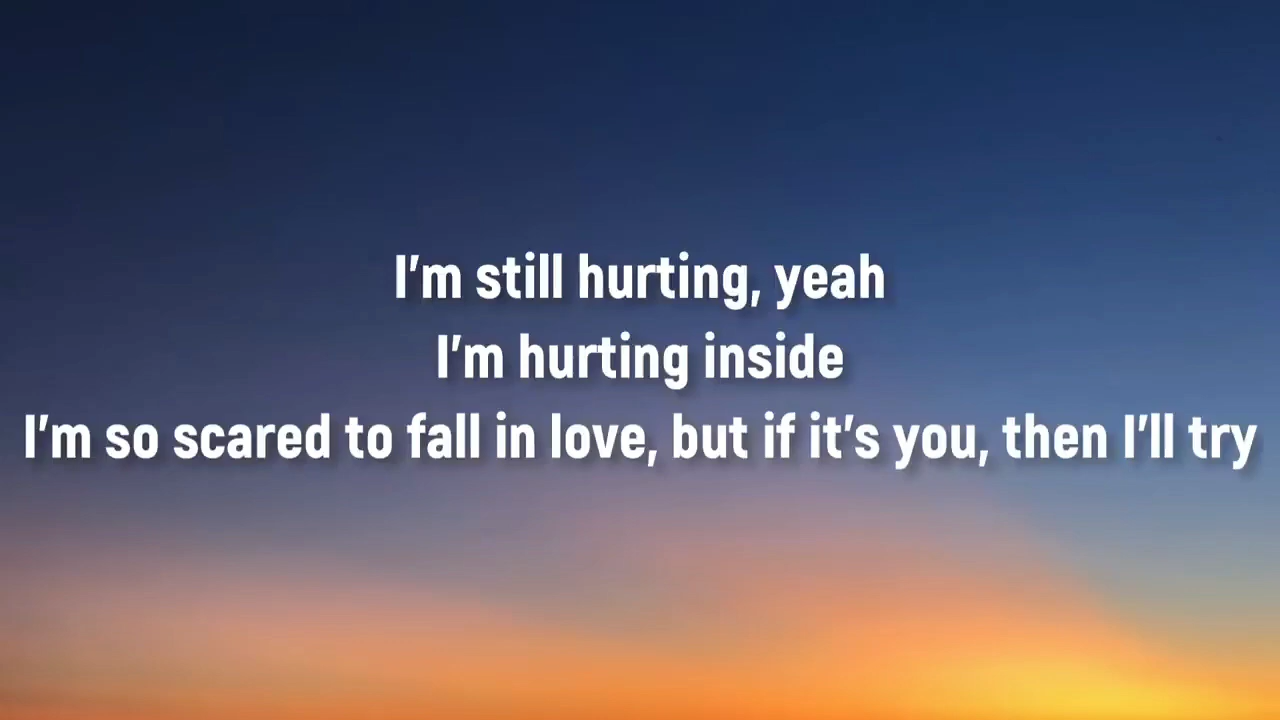 I'm still hurting, yeah
I'm hurting inside
I'm so scared to fall in love, but if it's you, then I'll try